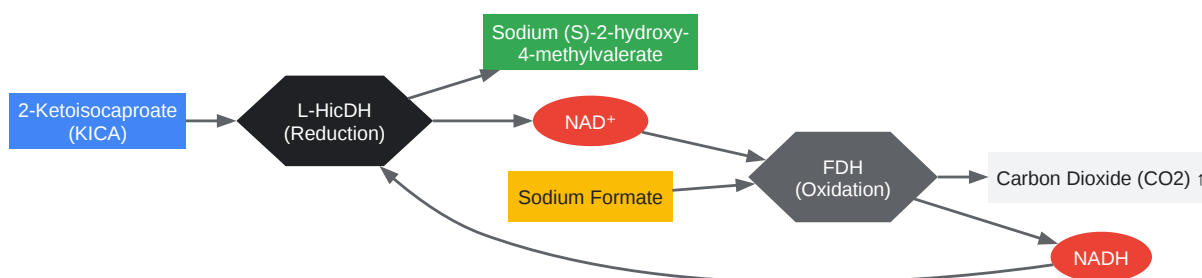 2-Ketoisocaproate
(KICA)
L-HicDH
(Reduction)
Sodium (S)-2-hydroxy-
4-methylvalerate
NAD⁺
Sodium Formate
FDH
(Oxidation)
Carbon Dioxide (CO2) ↑
NADH